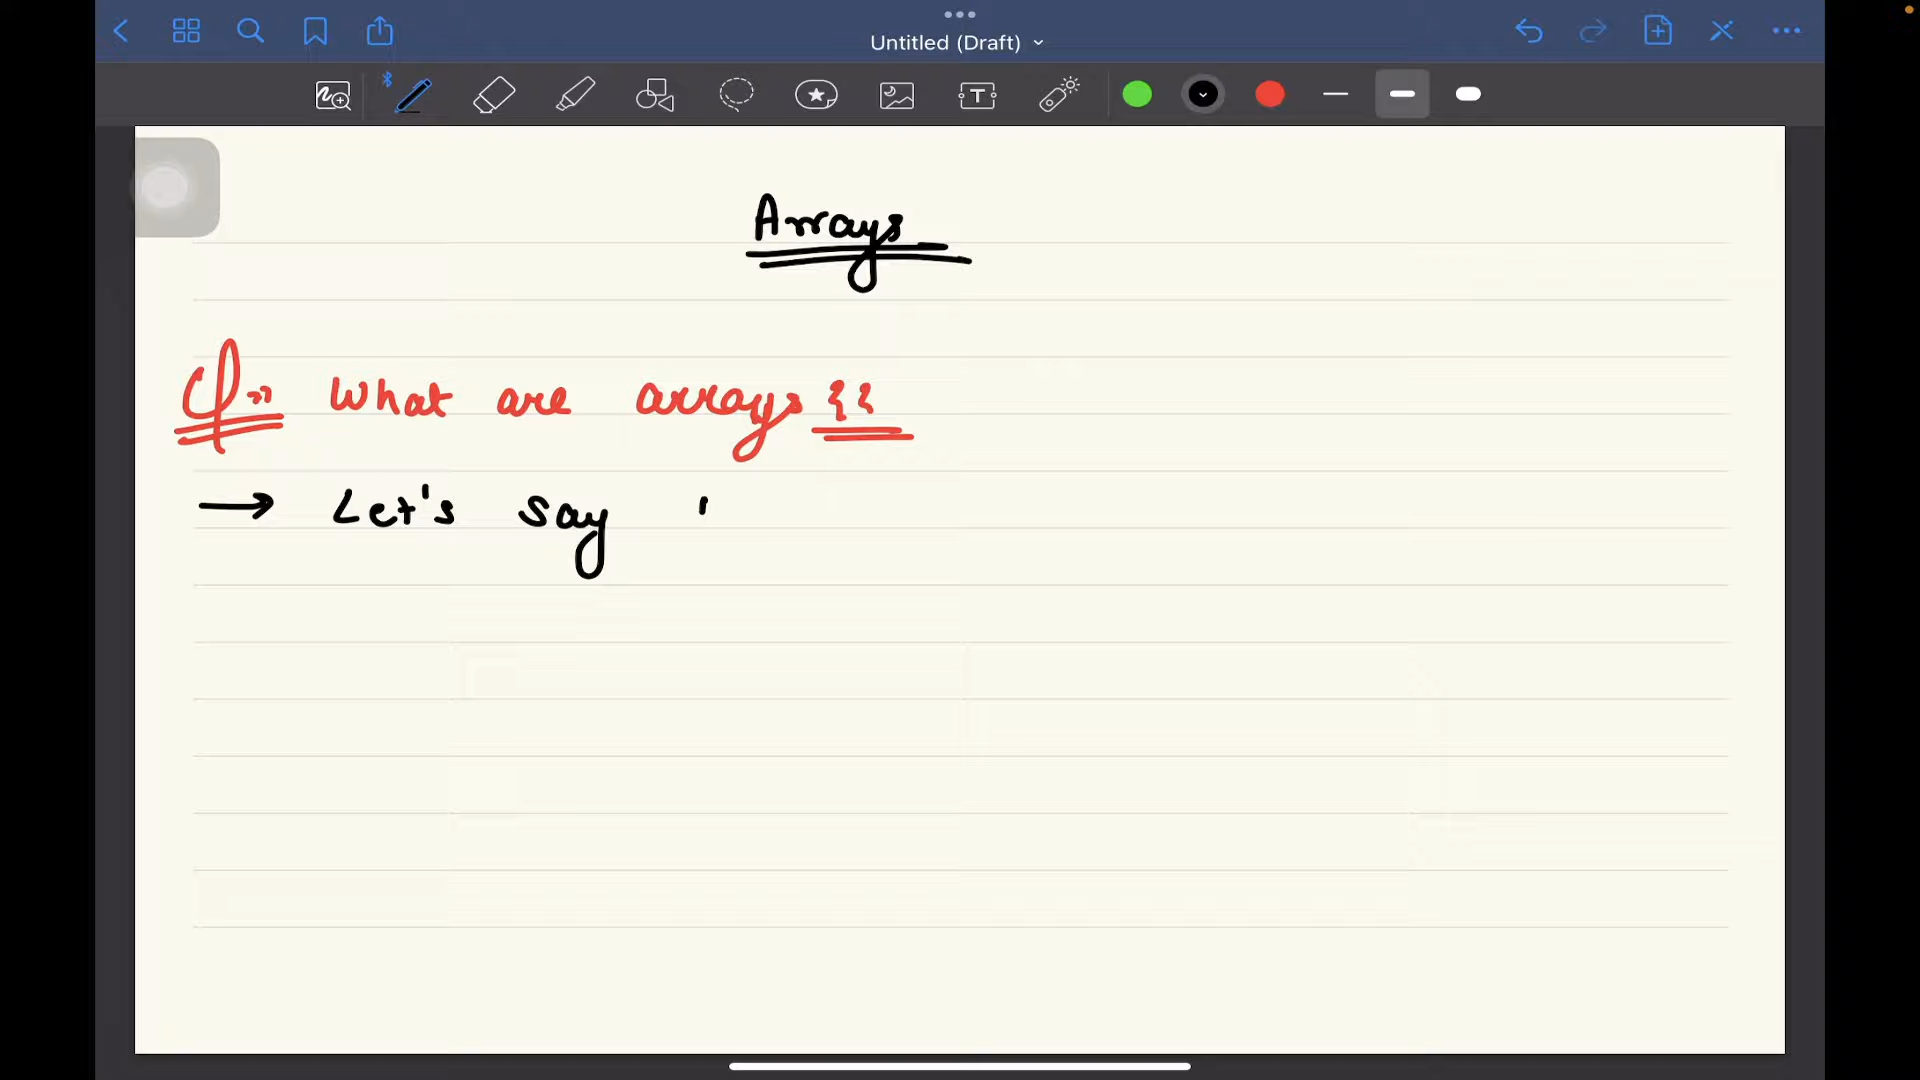 Untitled (Draft)
Arrays
Q→ What are arrays ??
→ Let's say